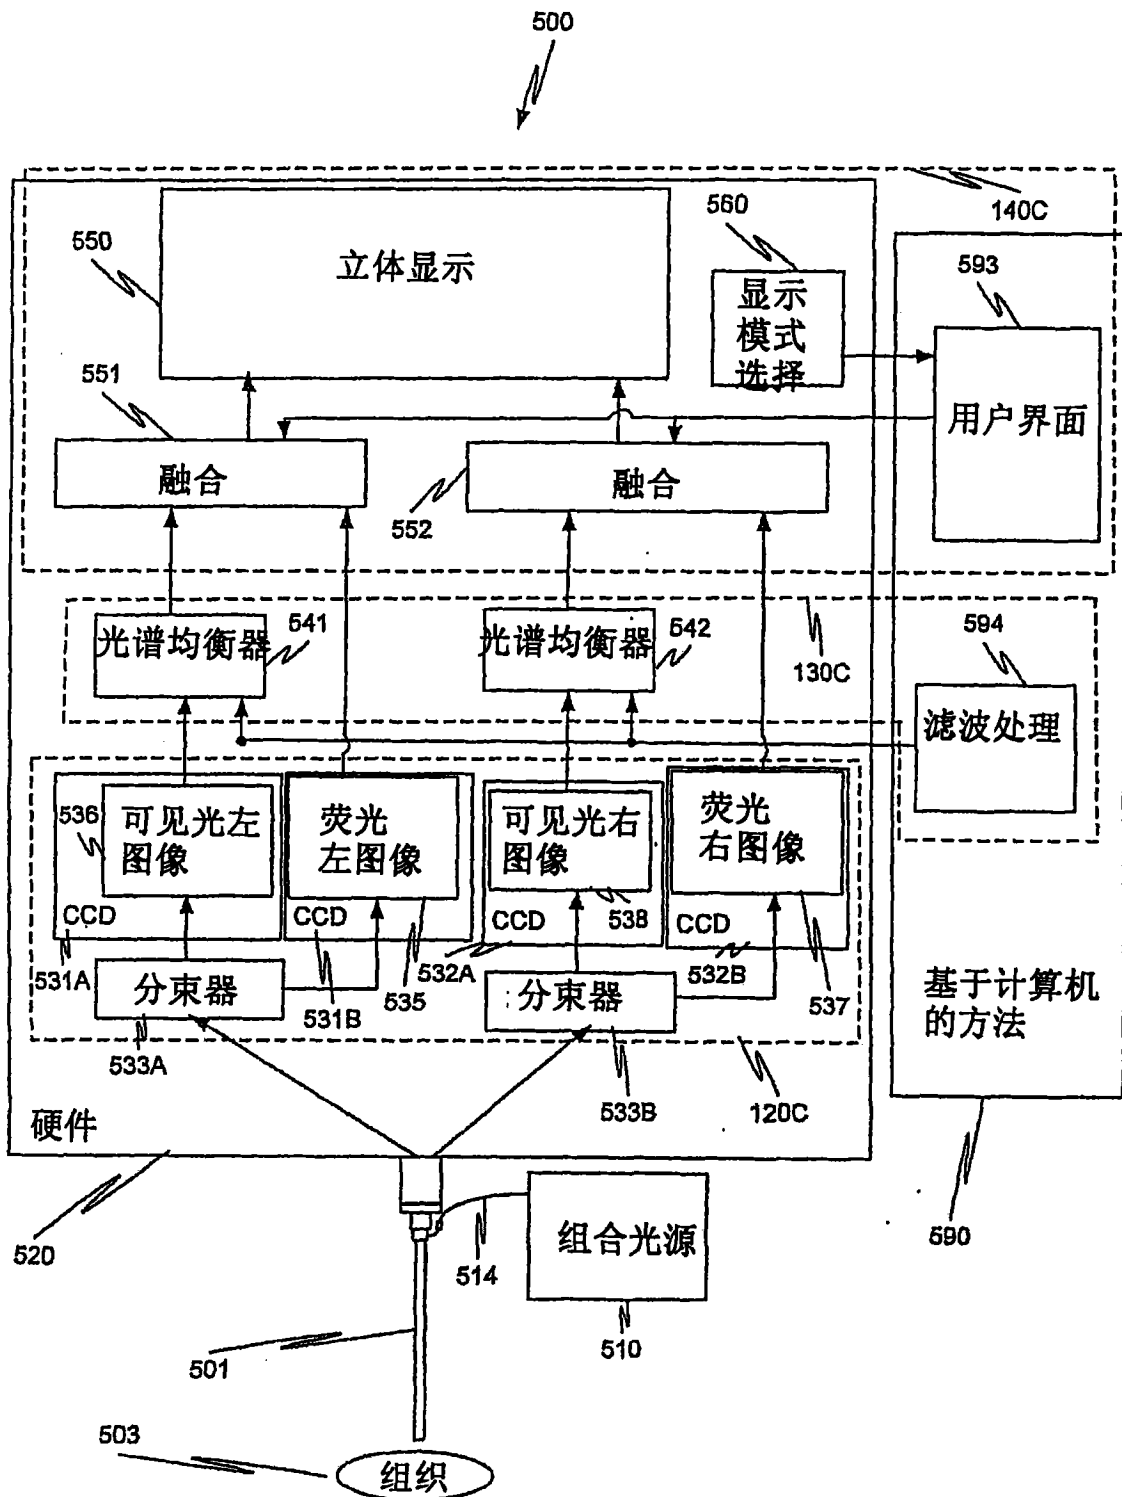 500
140C
550
立体显示
560
显示
模式
选择
593
用户界面
551
融合
552
融合
光谱均衡器
541
光谱均衡器
542
130C
594
滤波处理
536
可见光左
图像
荧光
左图像
可见光右
图像
荧光
右图像
CCD
CCD
CCD
538
CCD
531A
分束器
531B
535
532A
分束器
532B
537
基于计算机
的方法
533A
533B
120C
硬件
520
514
组合光源
510
590
501
503
组织